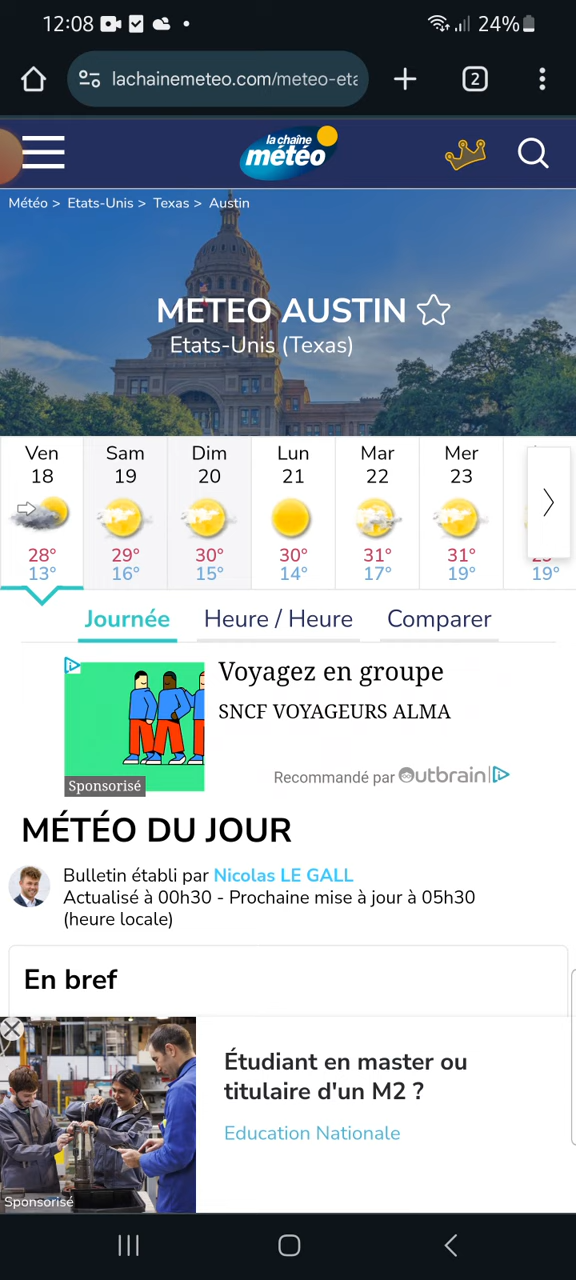 12:08
24%
lachainemeteo.com/meteo-eta
2
la chaîne
météo
Météo > Etats-Unis > Texas > Austin
METEO AUSTIN
Etats-Unis (Texas)
Ven Sam Dim Lun Mar Mer
18 19 20 21 22 23
28° 29° 30° 30° 31° 31°
13° 16° 15° 14° 17° 19° 19°
Journée Heure / Heure Comparer
Voyagez en groupe
SNCF VOYAGEURS ALMA
Sponsorisé
Recommandé par Outbrain
MÉTÉO DU JOUR
Bulletin établi par Nicolas LE GALL
Actualisé à 00h30 - Prochaine mise à jour à 05h30
(heure locale)
En bref
Étudiant en master ou
titulaire d'un M2 ?
Education Nationale
Sponsorisé